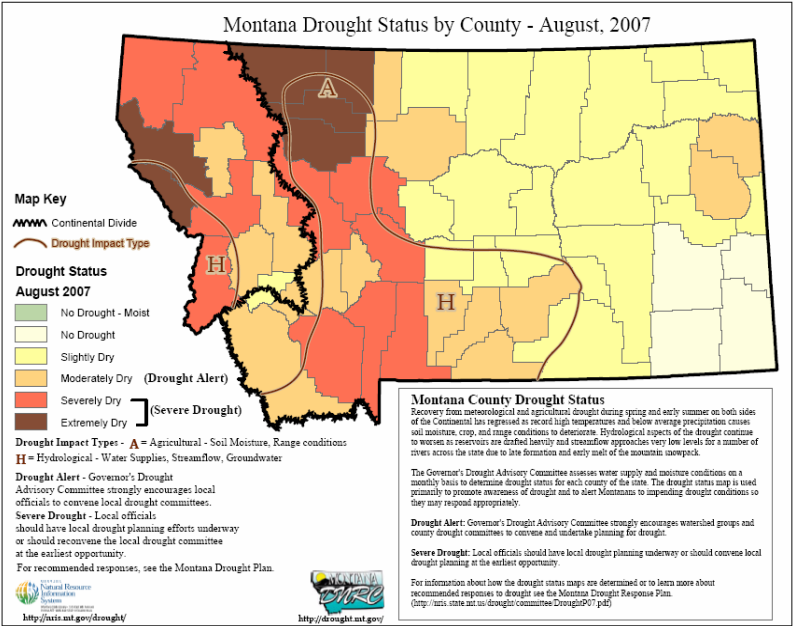 Montana Drought Status by County - August, 2007
A
H
H
Map Key
Continental Divide
Drought Impact Type
Drought Status
August 2007
No Drought - Moist
No Drought
Slightly Dry
Moderately Dry (Drought Alert)
Severely Dry
(Severe Drought)
Extremely Dry
Drought Impact Types - A = Agricultural - Soil Moisture, Range conditions
H = Hydrological - Water Supplies, Streamflow, Groundwater
Drought Alert - Governor's Drought
Advisory Committee strongly encourages local
officials to convene local drought committees.
Severe Drought - Local officials
should have local drought planning efforts underway
or should reconvene the local drought committee
at the earliest opportunity.
For recommended responses, see the Montana Drought Plan.
Natural Resource
Information
System
http://nris.mt.gov/drought/
MONTANA
DNRC
http://drought.mt.gov/
Montana County Drought Status
Recovery from meteorological and agricultural drought during spring and early summer on both sides
of the Continental has regressed as record high temperatures and below average precipitation causes
soil moisture, crop, and range conditions to deteriorate. Hydrological aspects of the drought continue
to worsen as reservoirs are drafted heavily and streamflow approaches very low levels for a number of
rivers across the state due to late formation and early melt of the mountain snowpack.
The Governor's Drought Advisory Committee assesses water supply and moisture conditions on a
monthly basis to determine drought status for each county of the state. The drought status map is used
primarily to promote awareness of drought and to alert Montanans to impending drought conditions so
they may respond appropriately.
Drought Alert: Governor's Drought Advisory Committee strongly encourages watershed groups and
county drought committees to convene and undertake planning for drought.
Severe Drought: Local officials should have local drought planning underway or should convene local
drought planning at the earliest opportunity.
For information about how the drought status maps are determined or to learn more about
recommended responses to drought see the Montana Drought Response Plan.
(http://nris.state.mt.us/drought/committee/DroughtP07.pdf)